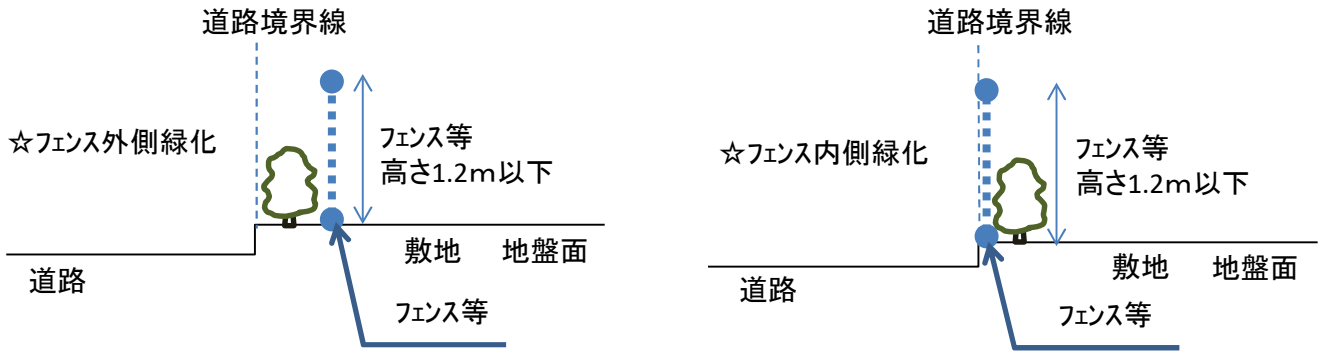 道路境界線
☆フェンス外側緑化
フェンス等
高さ1.2m以下
敷地 地盤面
道路
フェンス等
道路境界線
☆フェンス内側緑化
フェンス等
高さ1.2m以下
敷地 地盤面
道路
フェンス等